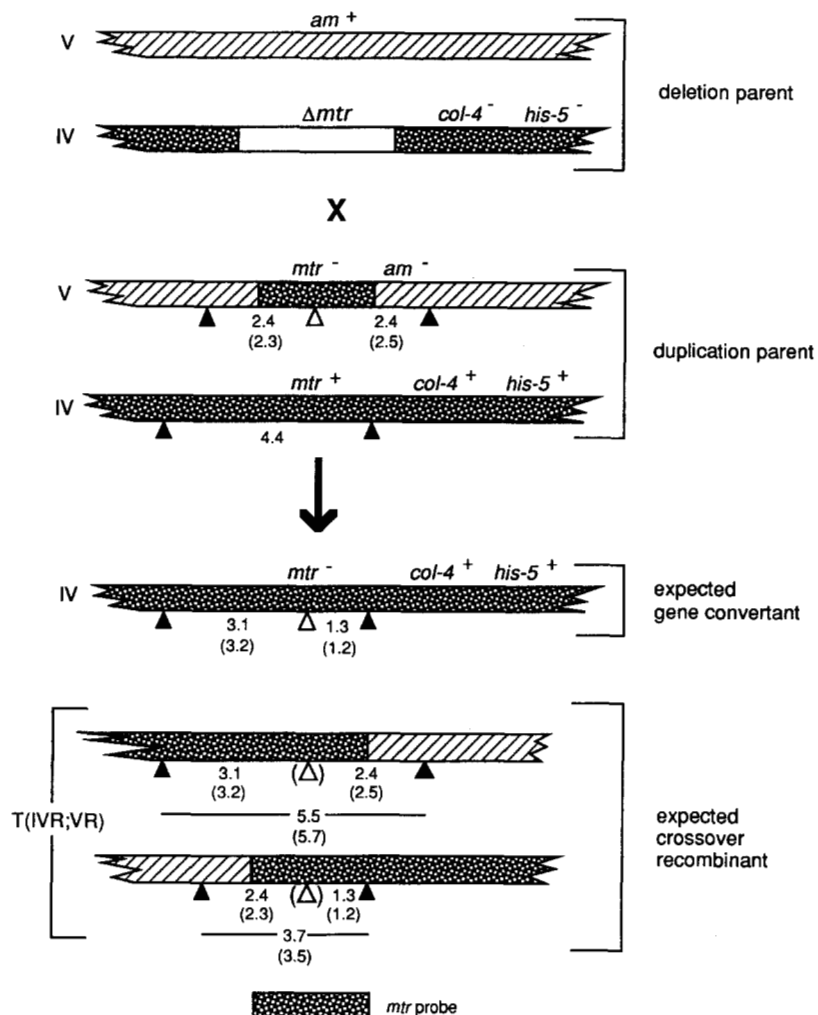 am +
V
Δmtr col-4 - his-5 -
IV
deletion parent
X
mtr - am -
V
2.4 2.4
(2.3) (2.5)
duplication parent
mtr + col-4 + his-5 +
IV
4.4
mtr - col-4 + his-5 +
IV
3.1 1.3
(3.2) (1.2)
expected
gene convertant
(△)
3.1 2.4
(3.2) (2.5)
5.5
(5.7)
T(IVR;VR)
expected
crossover
recombinant
2.4 (△) 1.3
(2.3) (1.2)
3.7
(3.5)
mtr probe